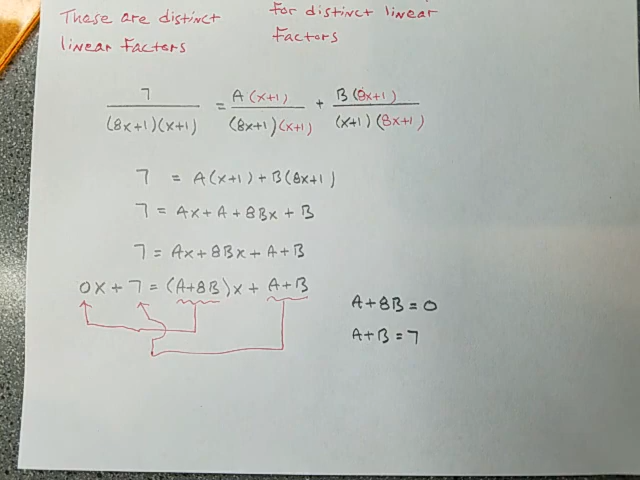 These are distinct
linear factors
For distinct linear
Factors
7 / (8x+1)(x+1) = A(x+1) / (8x+1)(x+1) + B(8x+1) / (x+1)(8x+1)
7 = A(x+1) + B(8x+1)
7 = Ax + A + 8Bx + B
7 = Ax + 8Bx + A + B
0x + 7 = (A+8B)x + A+B
A + 8B = 0
A + B = 7